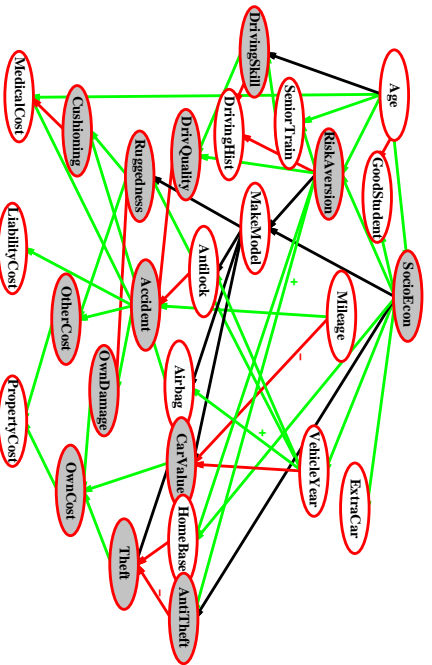 Age
SocioEcon
GoodStudent
ExtraCar
Mileage
VehicleYear
RiskAversion
SeniorTrain
DrivingSkill
MakeModel
DrivingHist
Antilock
DrivQuality
Airbag
CarValue
HomeBase
AntiTheft
Ruggedness
Accident
Theft
OwnDamage
Cushioning
OtherCost
OwnCost
MedicalCost
LiabilityCost
PropertyCost
+
−
+
−